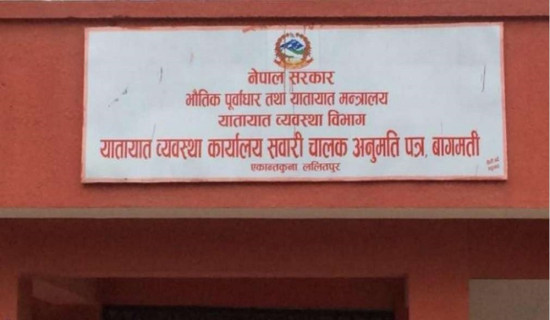 नेपाल सरकार
भौतिक पूर्वाधार तथा यातायात मन्त्रालय
यातायात व्यवस्था विभाग
यातायात व्यवस्था कार्यालय सवारी चालक अनुमति पत्र, बागमती
एकान्तकुना ललितपुर